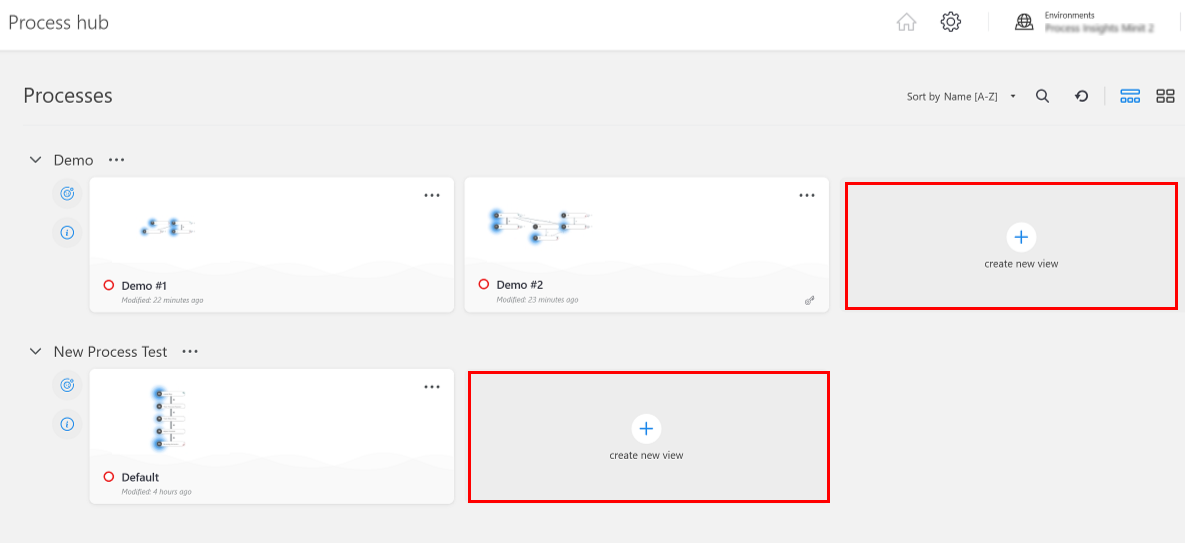 Process hub
Environments
Processes
Sort by Name [A-Z]
Demo
Demo #1
Modified: 22 minutes ago
Demo #2
Modified: 23 minutes ago
create new view
New Process Test
Default
Modified: 4 hours ago
create new view